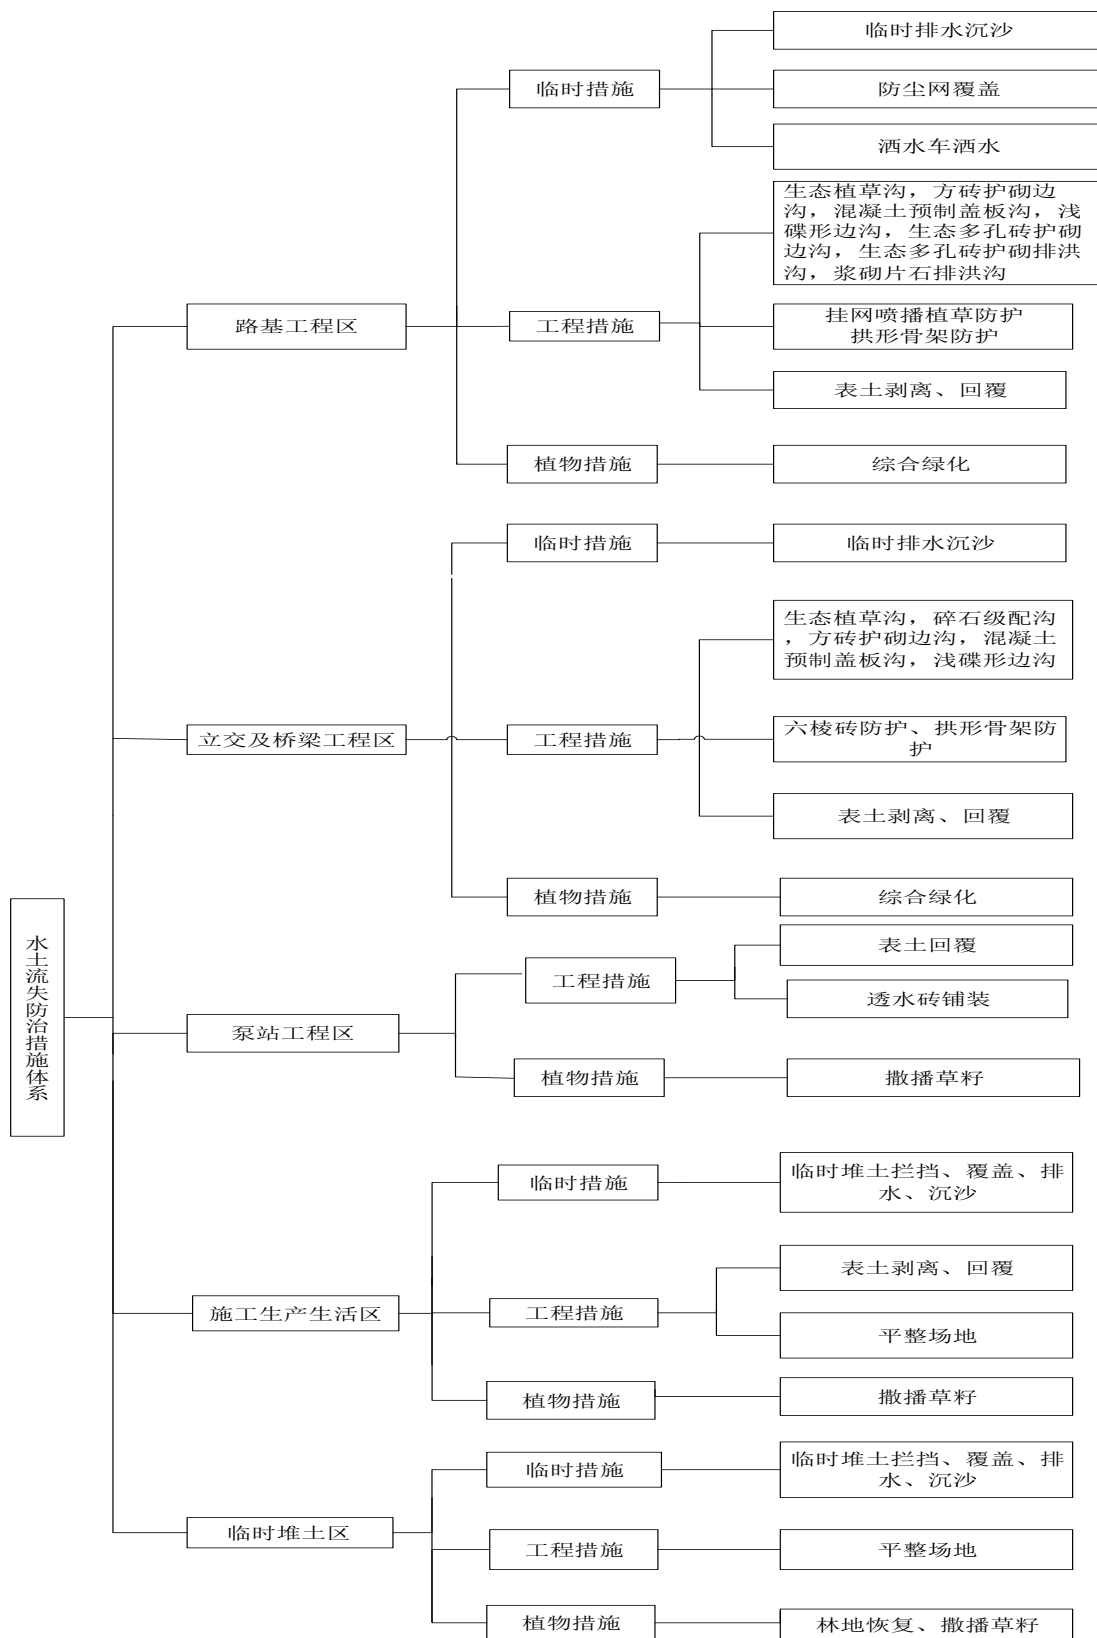 水土流失防治措施体系
路基工程区
临时措施
临时排水沉沙
防尘网覆盖
洒水车洒水
工程措施
生态植草沟，方砖护砌边
沟，混凝土预制盖板沟，浅
碟形边沟，生态多孔砖护砌
边沟，生态多孔砖护砌排洪
沟，浆砌片石排洪沟
挂网喷播植草防护
拱形骨架防护
表土剥离、回覆
植物措施
综合绿化
立交及桥梁工程区
临时措施
临时排水沉沙
工程措施
生态植草沟，碎石级配沟
，方砖护砌边沟，混凝土
预制盖板沟，浅碟形边沟
六棱砖防护、拱形骨架防
护
表土剥离、回覆
植物措施
综合绿化
泵站工程区
工程措施
表土回覆
透水砖铺装
植物措施
撒播草籽
施工生产生活区
临时措施
临时堆土拦挡、覆盖、排
水、沉沙
工程措施
表土剥离、回覆
平整场地
植物措施
撒播草籽
临时堆土区
临时措施
临时堆土拦挡、覆盖、排
水、沉沙
工程措施
平整场地
植物措施
林地恢复、撒播草籽